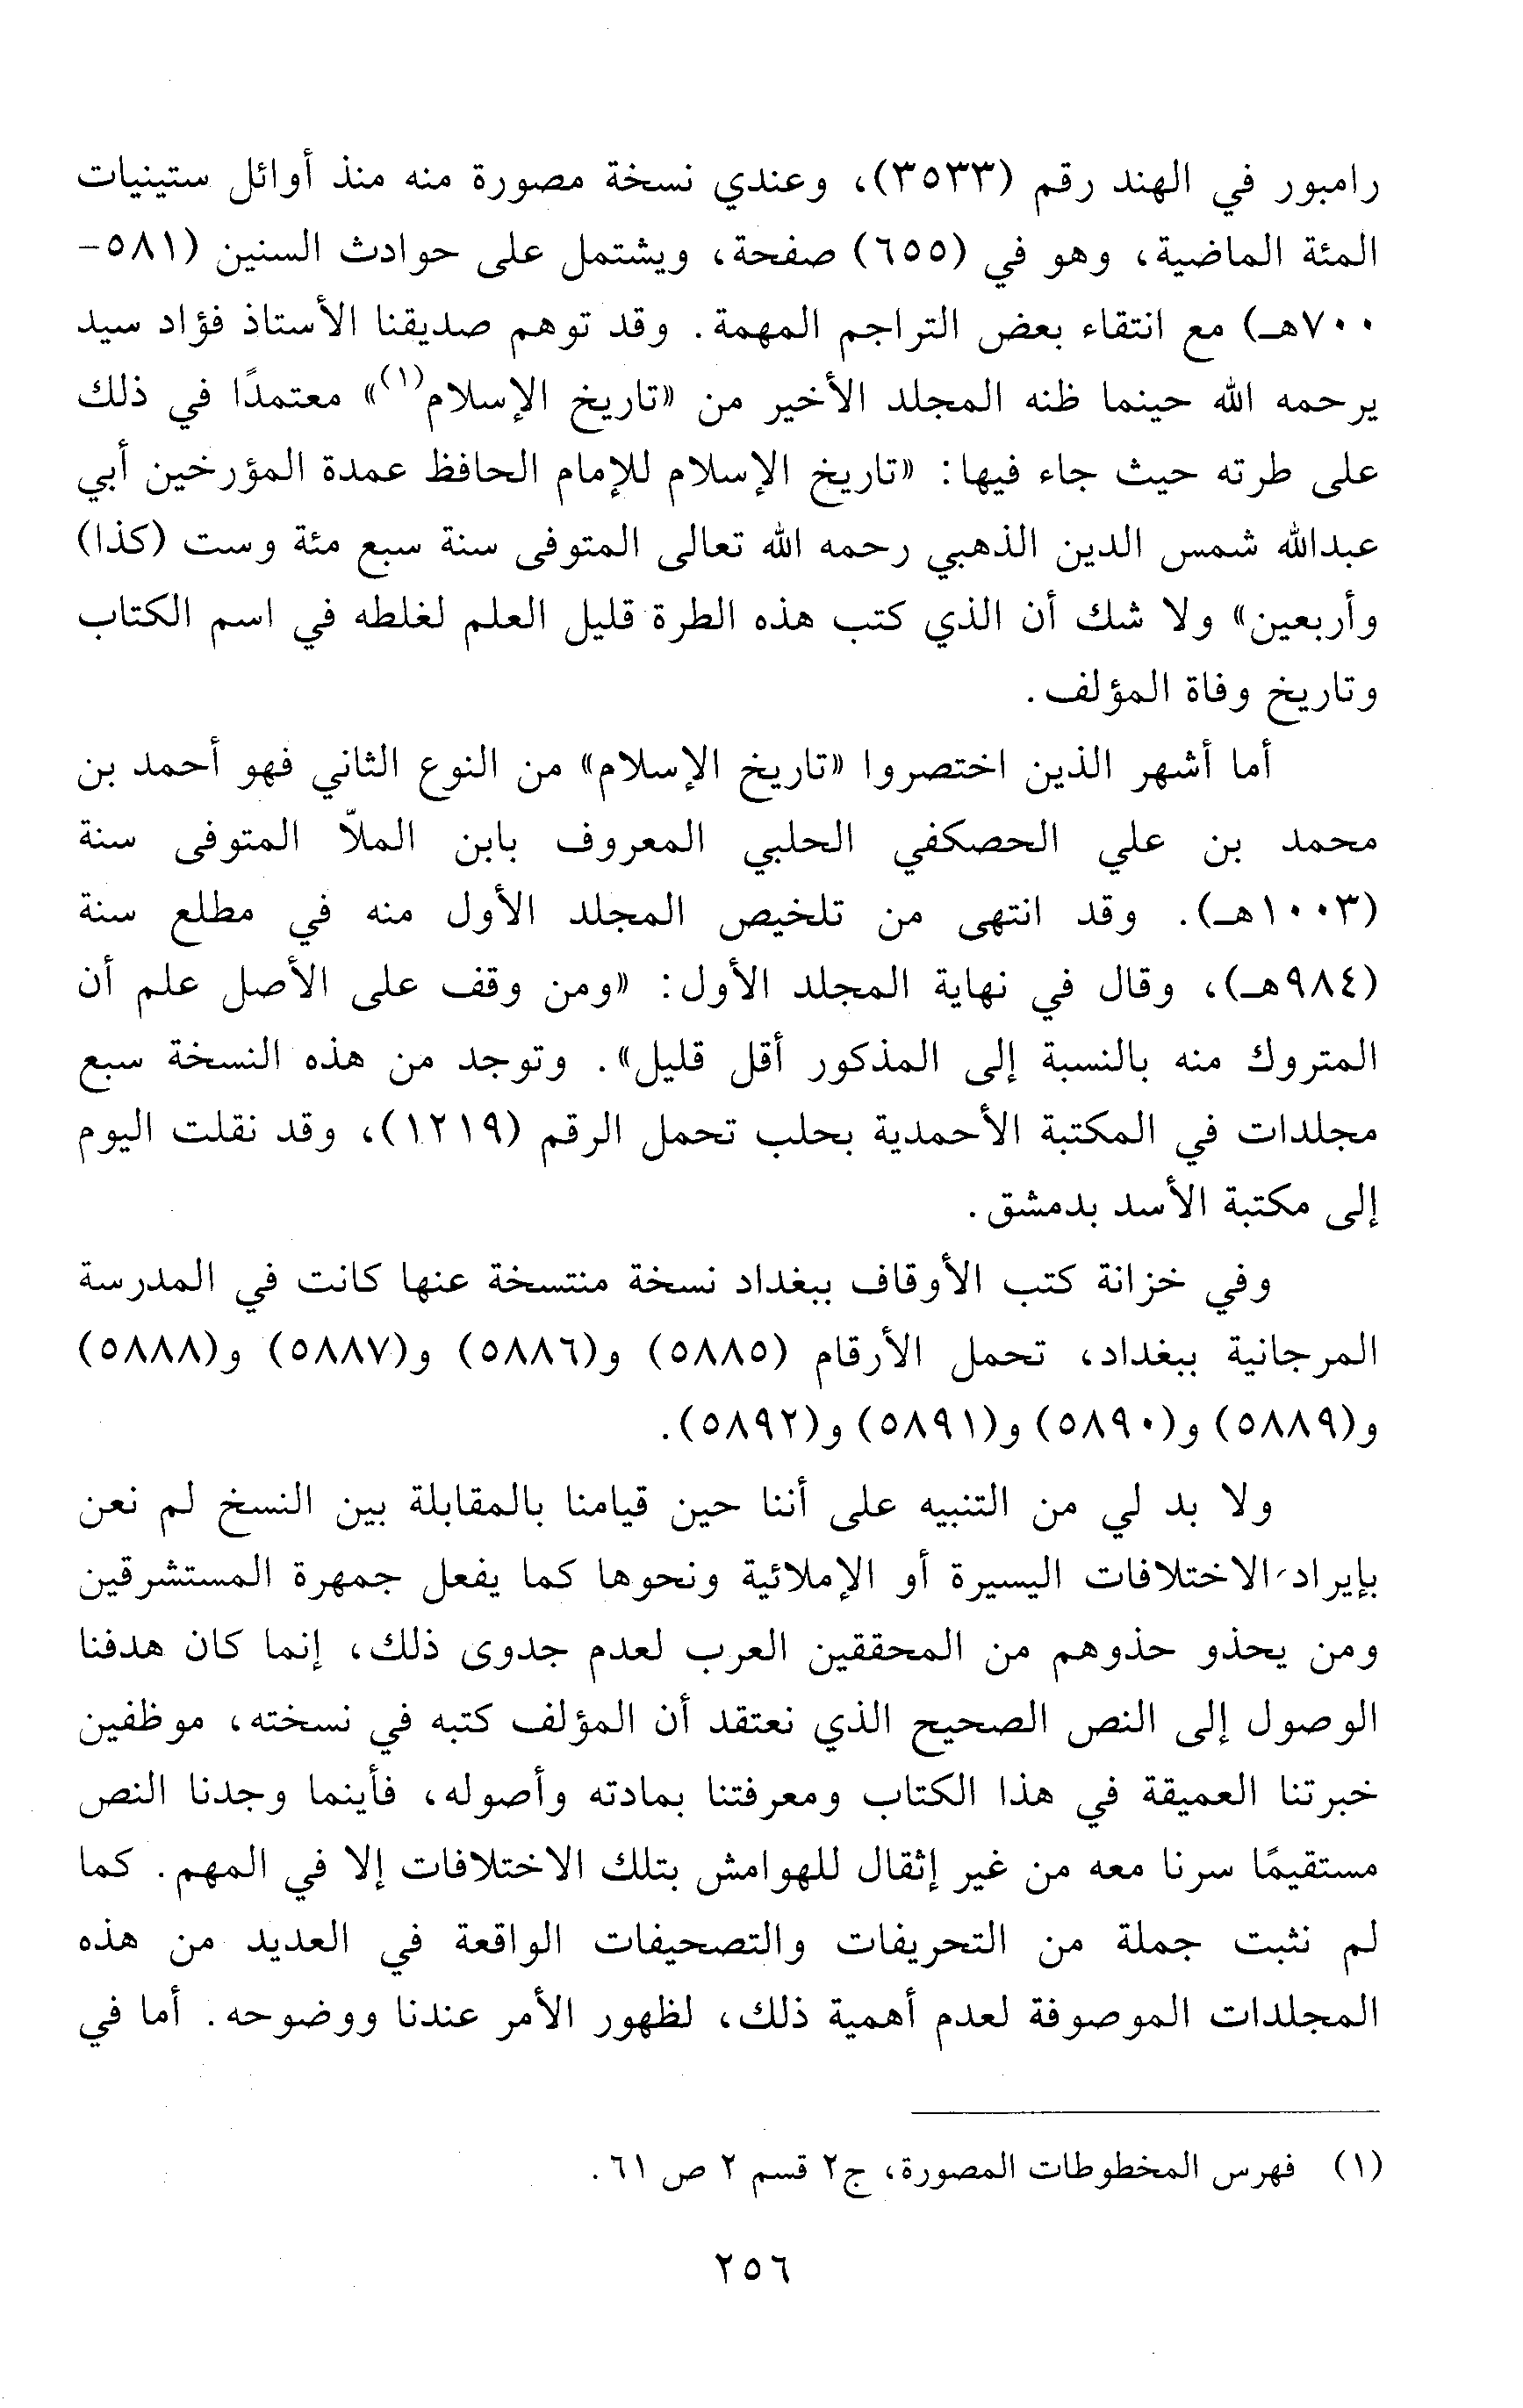 رامبور في الهند رقم (٣٥٣٣)، وعندي نسخة مصورة منه منذ أوائل ستينيات
المئة الماضية، وهو في (٦٥٥) صفحة، ويشتمل على حوادث السنين (٥٨١-
٧٠٠هـ) مع انتقاء بعض التراجم المهمة. وقد توهم صديقنا الأستاذ فؤاد سيد
يرحمه الله حينما ظنه المجلد الأخير من «تاريخ الإسلام(١)» معتمدًا في ذلك
على طرته حيث جاء فيها: «تاريخ الإسلام للإمام الحافظ عمدة المؤرخين أبي
عبدالله شمس الدين الذهبي رحمه الله تعالى المتوفى سنة سبع مئة وست (كذا)
وأربعين» ولا شك أن الذي كتب هذه الطرة قليل العلم لغلطه في اسم الكتاب
وتاريخ وفاة المؤلف.
أما أشهر الذين اختصروا «تاريخ الإسلام» من النوع الثاني فهو أحمد بن
محمد بن علي الحصكفي الحلبي المعروف بابن الملاّ المتوفى سنة
(١٠٠٣هـ). وقد انتهى من تلخيص المجلد الأول منه في مطلع سنة
(٩٨٤هـ)، وقال في نهاية المجلد الأول: «ومن وقف على الأصل علم أن
المتروك منه بالنسبة إلى المذكور أقل قليل». وتوجد من هذه النسخة سبع
مجلدات في المكتبة الأحمدية بحلب تحمل الرقم (١٢١٩)، وقد نقلت اليوم
إلى مكتبة الأسد بدمشق.
وفي خزانة كتب الأوقاف ببغداد نسخة منتسخة عنها كانت في المدرسة
المرجانية ببغداد، تحمل الأرقام (٥٨٨٥) و(٥٨٨٦) و(٥٨٨٧) و(٥٨٨٨)
و(٥٨٨٩) و(٥٨٩٠) و(٥٨٩١) و(٥٨٩٢).
ولا بد لي من التنبيه على أننا حين قيامنا بالمقابلة بين النسخ لم نعن
بإيراد الاختلافات اليسيرة أو الإملائية ونحوها كما يفعل جمهرة المستشرقين
ومن يحذو حذوهم من المحققين العرب لعدم جدوى ذلك، إنما كان هدفنا
الوصول إلى النص الصحيح الذي نعتقد أن المؤلف كتبه في نسخته، موظفين
خبرتنا العميقة في هذا الكتاب ومعرفتنا بمادته وأصوله، فأينما وجدنا النص
مستقيمًا سرنا معه من غير إثقال للهوامش بتلك الاختلافات إلا في المهم. كما
لم نثبت جملة من التحريفات والتصحيفات الواقعة في العديد من هذه
المجلدات الموصوفة لعدم أهمية ذلك، لظهور الأمر عندنا ووضوحه. أما في
(١) فهرس المخطوطات المصورة، ج٢ قسم ٢ ص ٦١.
٢٥٦